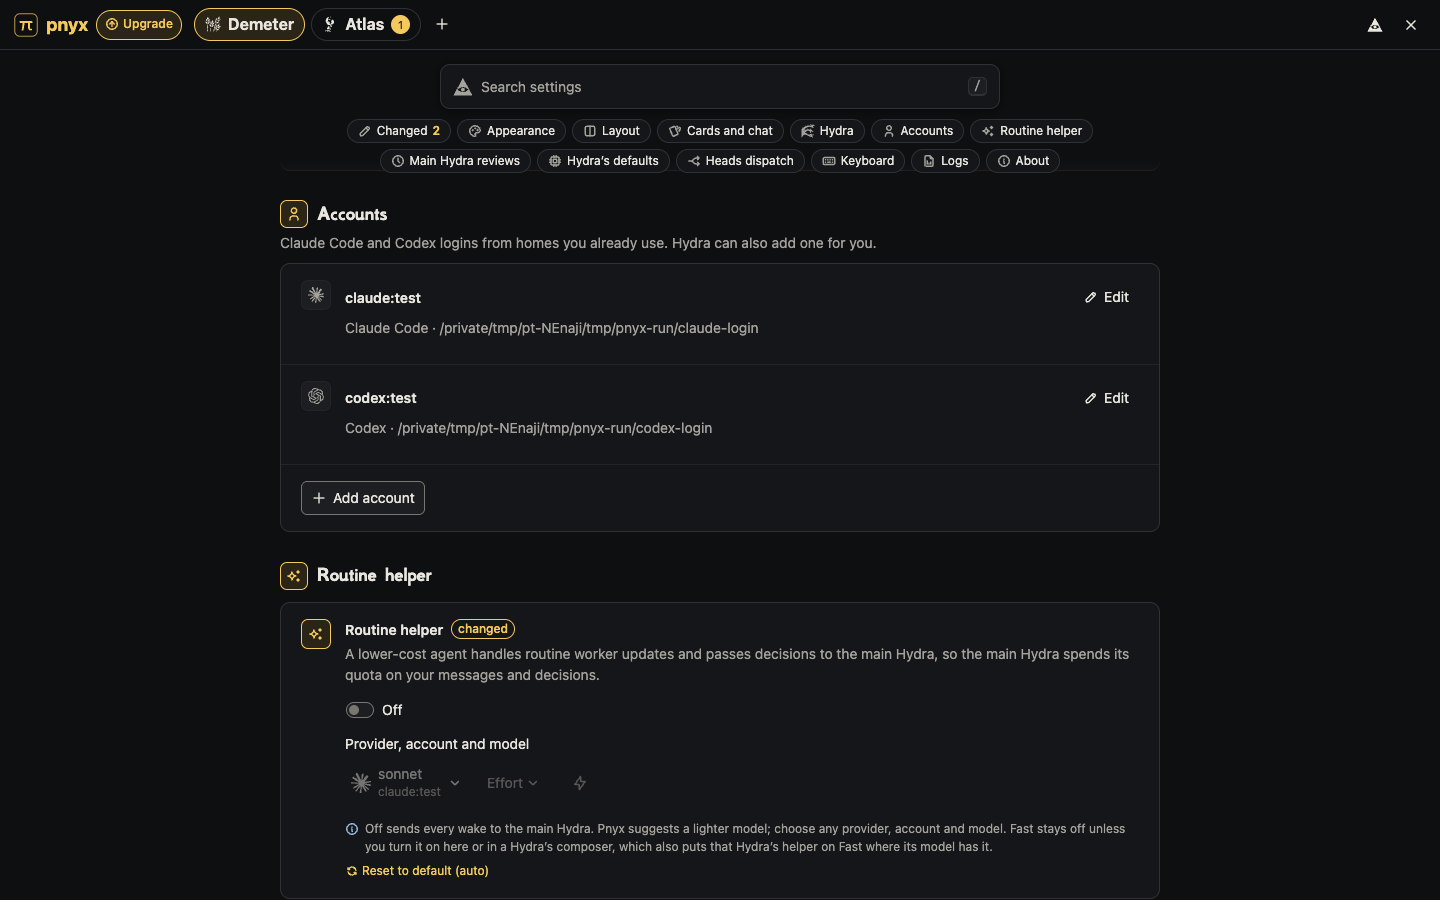 π pnyx Upgrade Demeter Atlas 1
Search settings /
Changed 2 Appearance Layout Cards and chat Hydra Accounts Routine helper
Main Hydra reviews Hydra’s defaults Heads dispatch Keyboard Logs About
Accounts
Claude Code and Codex logins from homes you already use. Hydra can also add one for you.
claude:test Edit
Claude Code · /private/tmp/pt-NEnaji/tmp/pnyx-run/claude-login
codex:test Edit
Codex · /private/tmp/pt-NEnaji/tmp/pnyx-run/codex-login
Add account
Routine helper
Routine helper changed
A lower-cost agent handles routine worker updates and passes decisions to the main Hydra, so the main Hydra spends its
quota on your messages and decisions.
Off
Provider, account and model
sonnet
claude:test
Effort
Off sends every wake to the main Hydra. Pnyx suggests a lighter model; choose any provider, account and model. Fast stays off unless
you turn it on here or in a Hydra’s composer, which also puts that Hydra’s helper on Fast where its model has it.
Reset to default (auto)